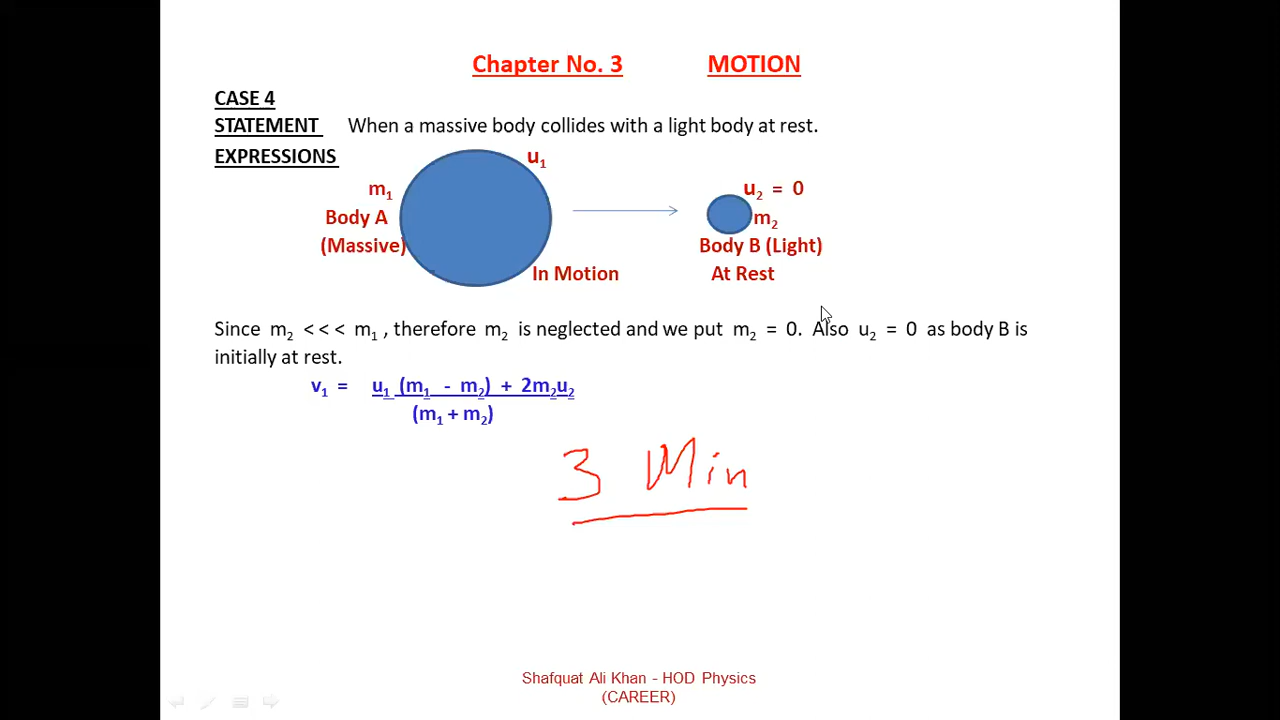 Chapter No. 3 MOTION
CASE 4
STATEMENT When a massive body collides with a light body at rest.
EXPRESSIONS u₁
m₁ u₂ = 0
Body A m₂
(Massive) Body B (Light)
In Motion At Rest
Since m₂ < < < m₁ , therefore m₂ is neglected and we put m₂ = 0. Also u₂ = 0 as body B is
initially at rest.
v₁ = u₁ (m₁ - m₂) + 2m₂u₂
(m₁ + m₂)
3 Min
Shafquat Ali Khan - HOD Physics
(CAREER)